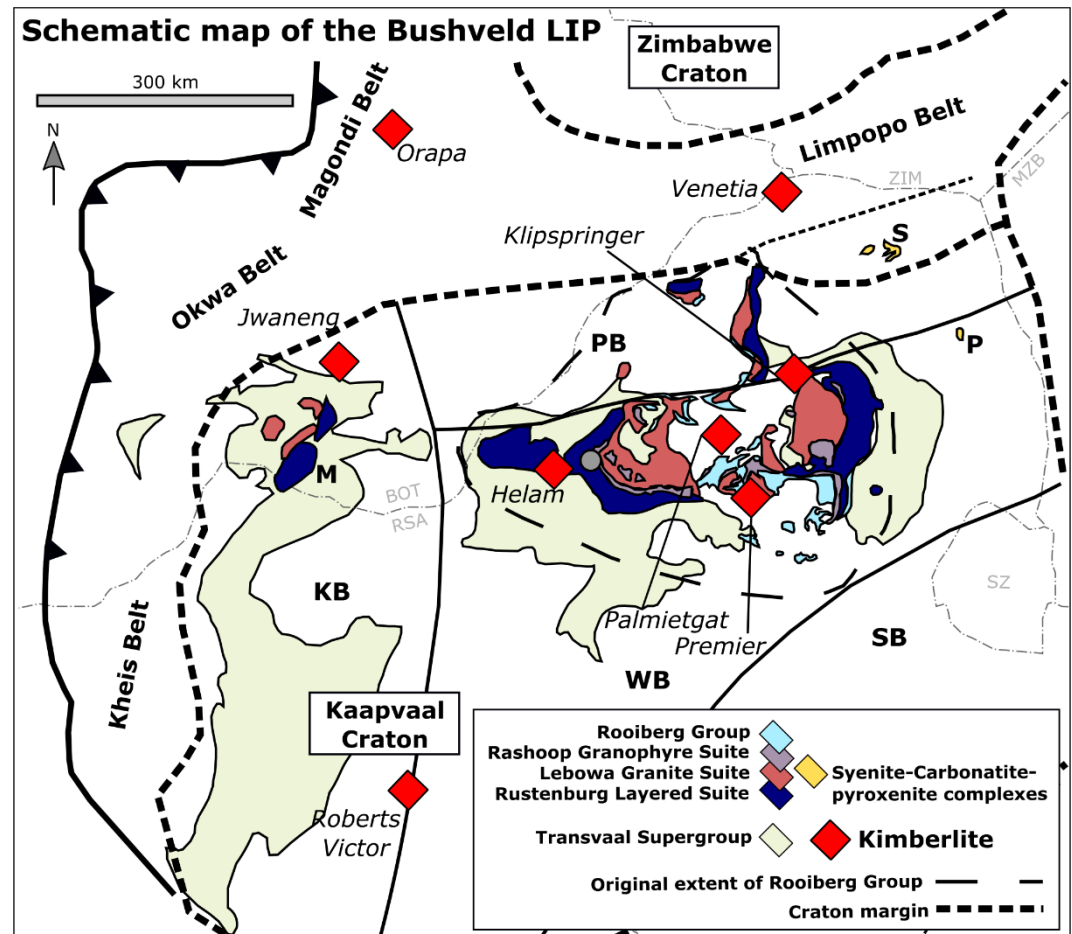 Schematic map of the Bushveld LIP
300 km
N
Zimbabwe
Craton
Magondi Belt
Orapa
Limpopo Belt
ZIM
MZB
Venetia
Klipspringer
S
Okwa Belt
Jwaneng
PB
P
M
BOT
RSA
Helam
KB
SZ
Kheis Belt
Palmietgat
Premier
SB
WB
Kaapvaal
Craton
Roberts
Victor
Rooiberg Group
Rashoop Granophyre Suite
Lebowa Granite Suite
Rustenburg Layered Suite
Syenite-Carbonatite-
pyroxenite complexes
Transvaal Supergroup
Kimberlite
Original extent of Rooiberg Group
Craton margin